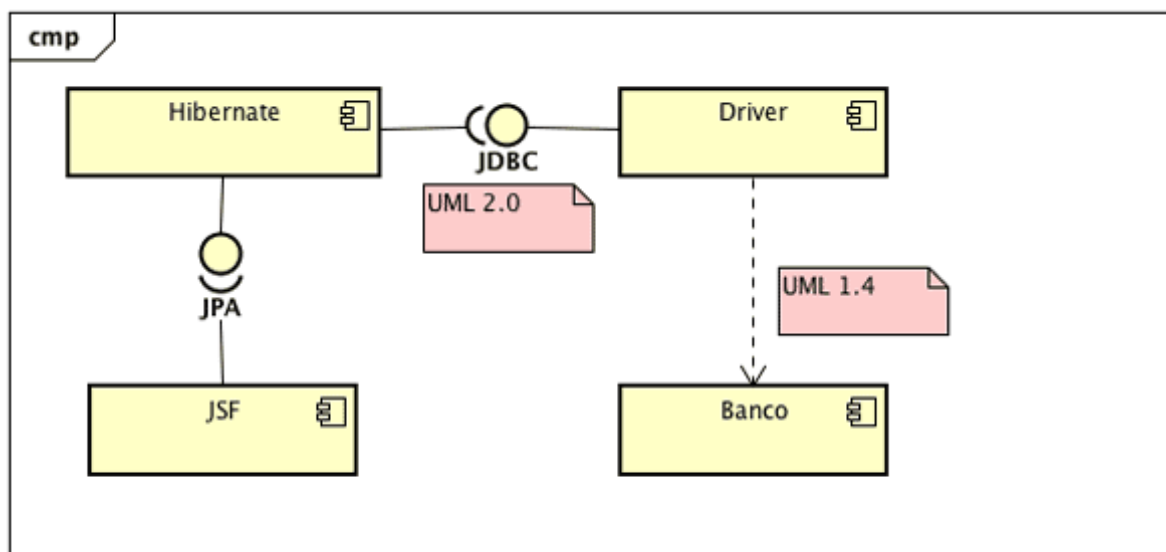 cmp
Hibernate
Driver
JDBC
UML 2.0
UML 1.4
JPA
JSF
Banco